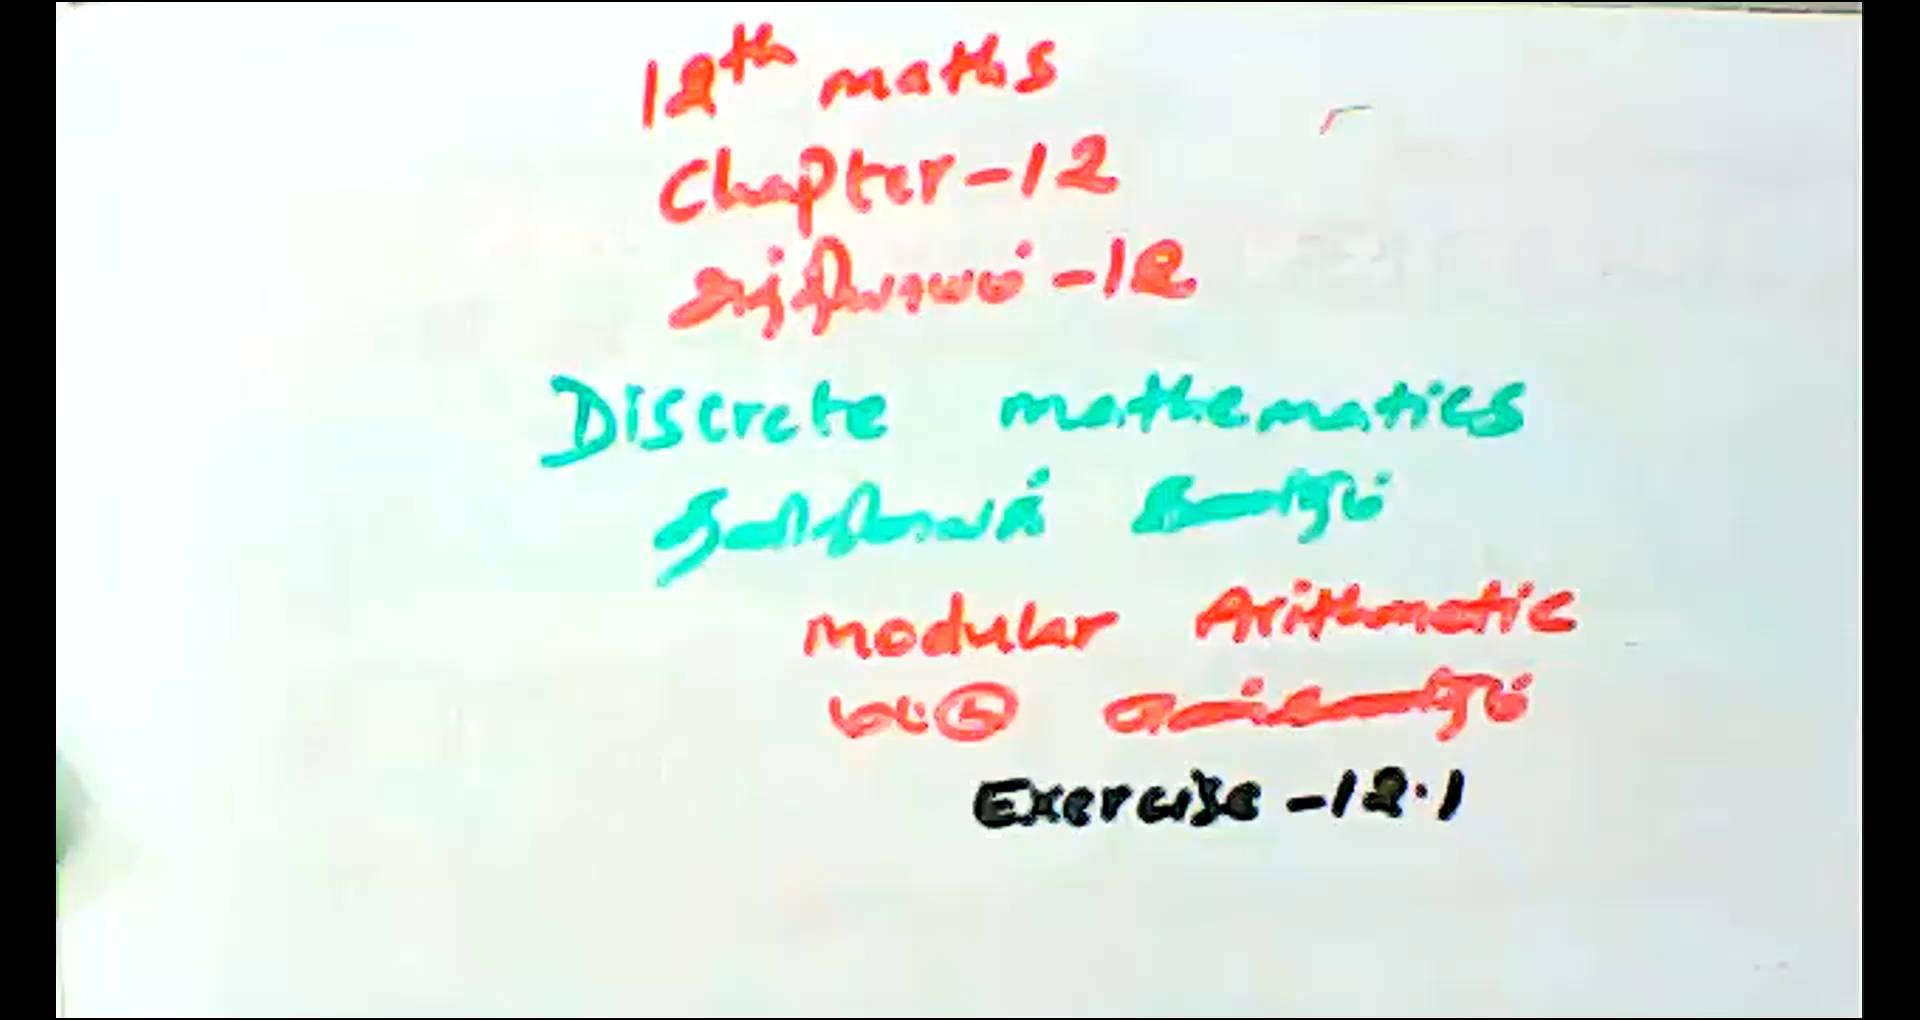 12th maths
Chapter-12
அத்தியாயம் -12
Discrete mathematics
தனிநிலைக் கணிதம்
modular Arithmatic
மட்டு எண்கணிதம்
Exercise -12.1